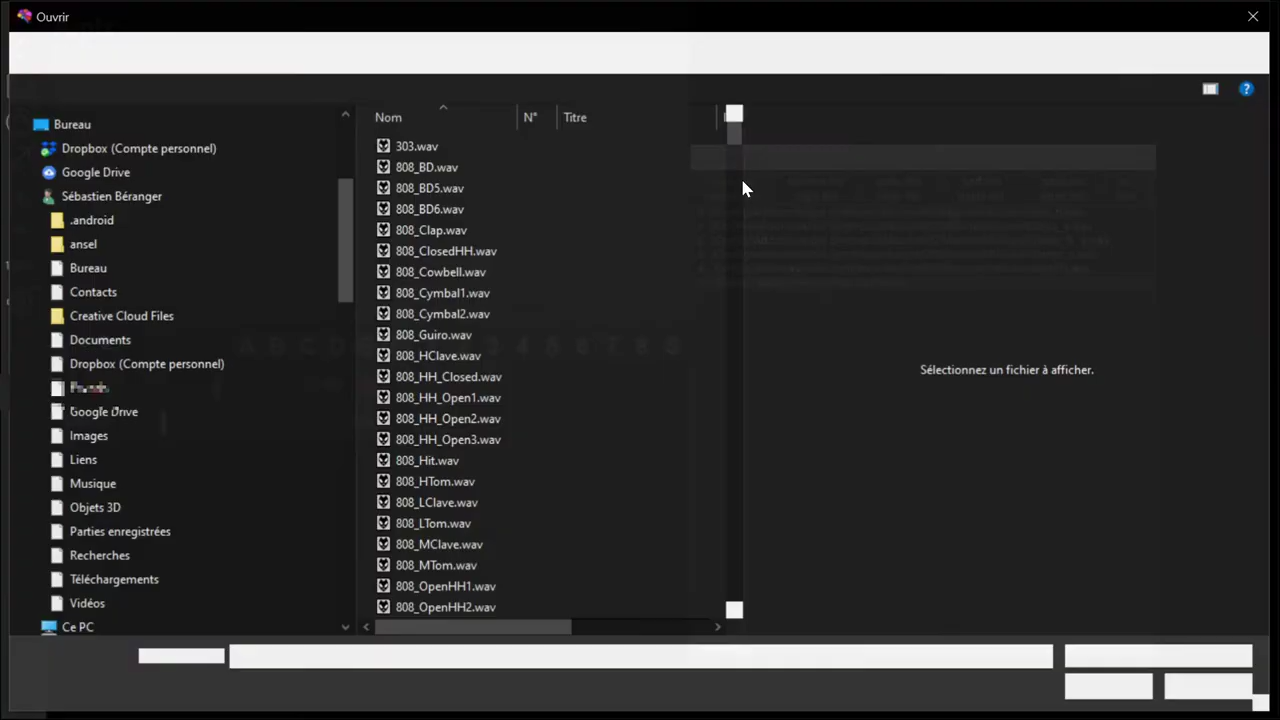 Ouvrir
Nom
N°
Titre
Bureau
Dropbox (Compte personnel)
Google Drive
Sébastien Béranger
.android
ansel
Bureau
Contacts
Creative Cloud Files
Documents
Dropbox (Compte personnel)
Google Drive
Images
Liens
Musique
Objets 3D
Parties enregistrées
Recherches
Téléchargements
Vidéos
Ce PC
303.wav
808_BD.wav
808_BD5.wav
808_BD6.wav
808_Clap.wav
808_ClosedHH.wav
808_Cowbell.wav
808_Cymbal1.wav
808_Cymbal2.wav
808_Guiro.wav
808_HClave.wav
808_HH_Closed.wav
808_HH_Open1.wav
808_HH_Open2.wav
808_HH_Open3.wav
808_Hit.wav
808_HTom.wav
808_LClave.wav
808_LTom.wav
808_MClave.wav
808_MTom.wav
808_OpenHH1.wav
808_OpenHH2.wav
Sélectionnez un fichier à afficher.